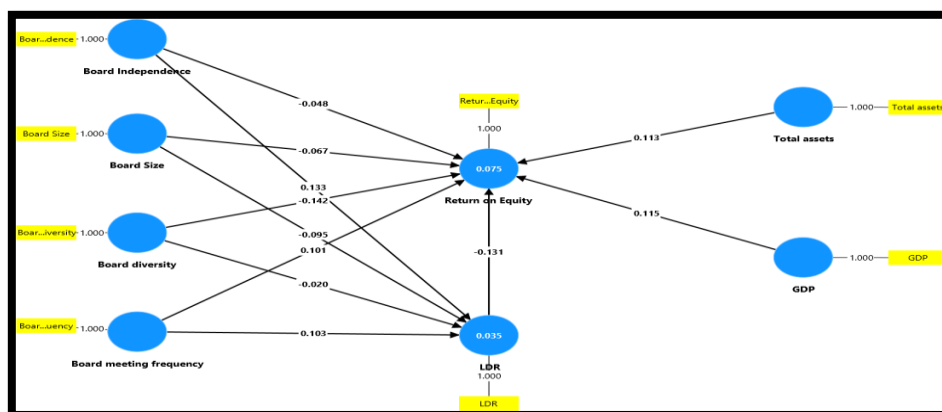 Boar...dence
1.000
Board Independence
-0.048
Retur...Equity
1.000
Total assets
1.000
Total assets
0.113
Board Size
1.000
Board Size
-0.067
0.075
Return on Equity
0.133
-0.142
Boar...iversity
1.000
Board diversity
-0.095
0.101
-0.131
0.115
GDP
1.000
GDP
-0.020
Boar...uency
1.000
Board meeting frequency
0.103
0.035
LDR
1.000
LDR